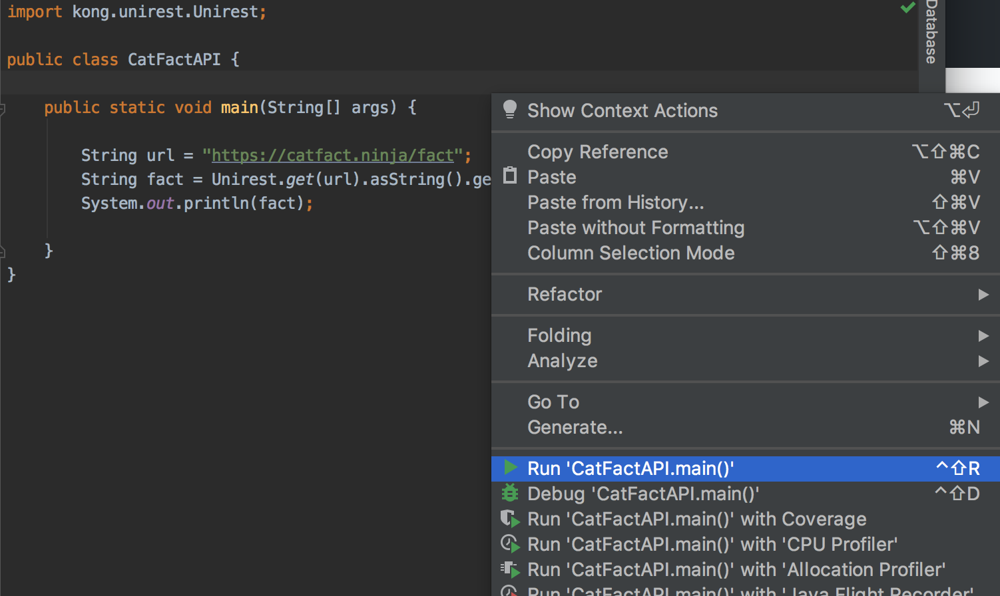 import kong.unirest.Unirest;
public class CatFactAPI {
public static void main(String[] args) {
String url = "https://catfact.ninja/fact";
String fact = Unirest.get(url).asString().ge
System.out.println(fact);
}
}
Database
Show Context Actions ⌥⏎
Copy Reference ⌥⇧⌘C
Paste ⌘V
Paste from History... ⇧⌘V
Paste without Formatting ⌥⇧⌘V
Column Selection Mode ⇧⌘8
Refactor ▶
Folding ▶
Analyze ▶
Go To ▶
Generate... ⌘N
Run 'CatFactAPI.main()' ^⇧R
Debug 'CatFactAPI.main()' ^⇧D
Run 'CatFactAPI.main()' with Coverage
Run 'CatFactAPI.main()' with 'CPU Profiler'
Run 'CatFactAPI.main()' with 'Allocation Profiler'
Run 'CatFactAPI.main()' with 'Java Flight Recorder'